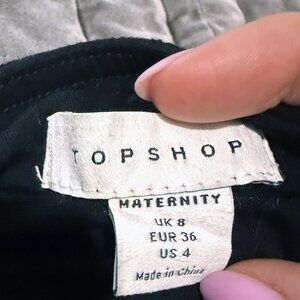 TOPSHOP
MATERNITY
UK 8
EUR 36
US 4
Made in China